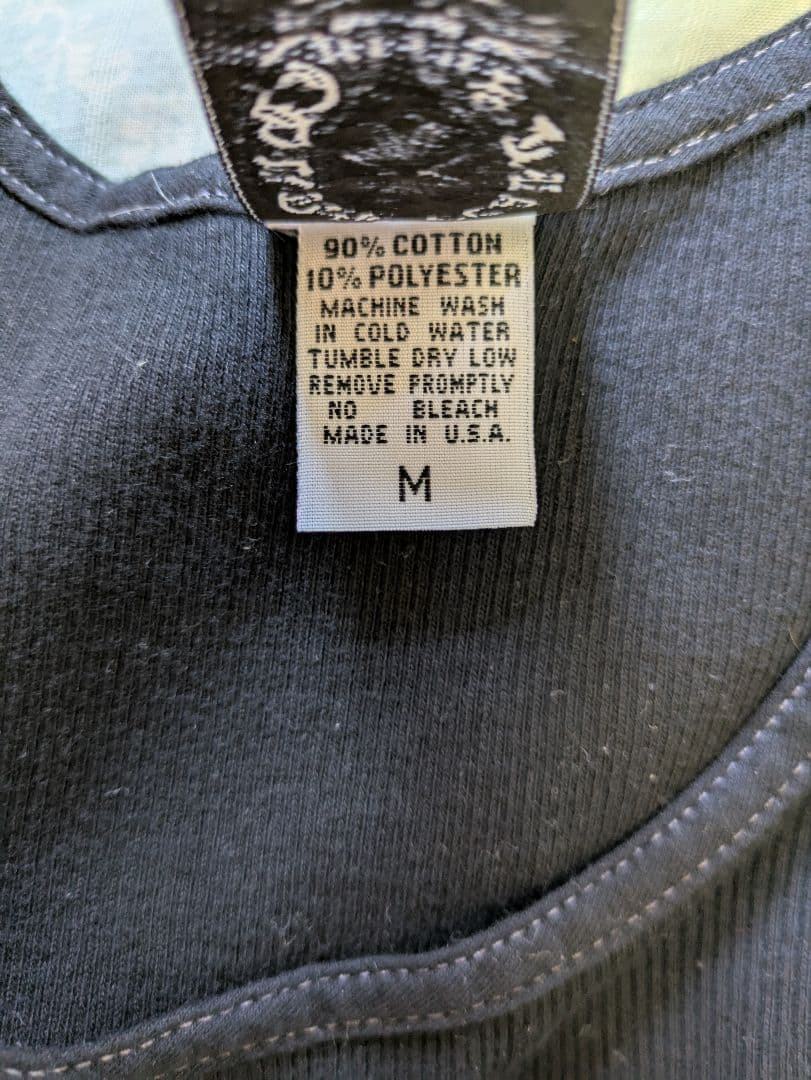 90% COTTON
10% POLYESTER
MACHINE WASH
IN COLD WATER
TUMBLE DRY LOW
REMOVE PROMPTLY
NO BLEACH
MADE IN U.S.A.
M